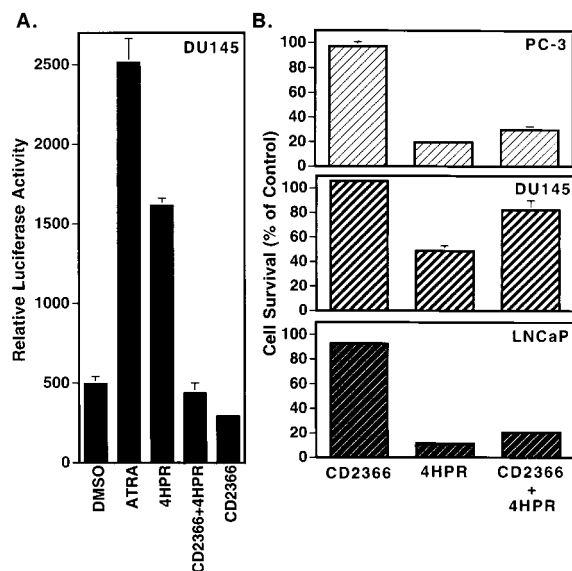 A.
DU145
Relative Luciferase Activity
2500
2000
1500
1000
500
0
DMSO
ATRA
4HPR
CD2366+4HPR
CD2366
B.
Cell Survival (% of Control)
PC-3
100
80
60
40
20
0
DU145
100
80
60
40
20
0
LNCaP
100
80
60
40
20
0
CD2366
4HPR
CD2366
+
4HPR